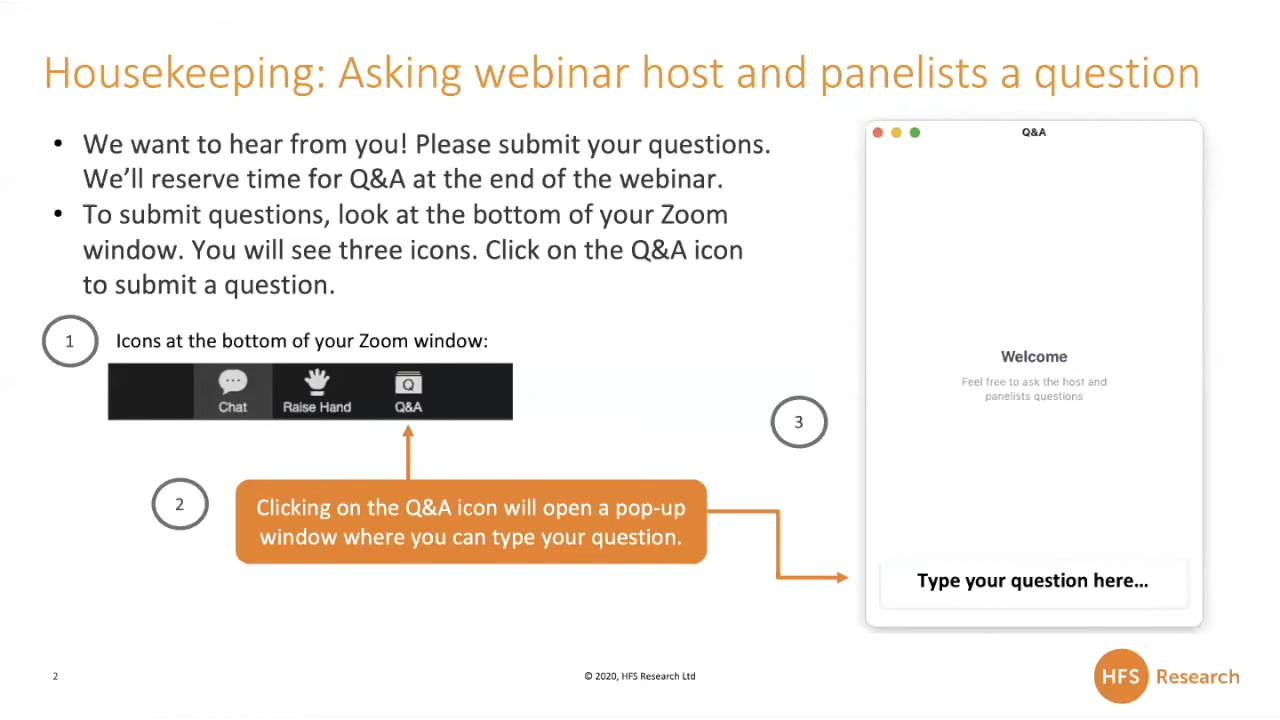 Housekeeping: Asking webinar host and panelists a question
• We want to hear from you! Please submit your questions.
We’ll reserve time for Q&A at the end of the webinar.
• To submit questions, look at the bottom of your Zoom
window. You will see three icons. Click on the Q&A icon
to submit a question.
1
Icons at the bottom of your Zoom window:
Chat
Raise Hand
Q
Q&A
2
Clicking on the Q&A icon will open a pop-up
window where you can type your question.
3
Q&A
Welcome
Feel free to ask the host and
panelists questions
Type your question here…
2
© 2020, HFS Research Ltd
HFS Research